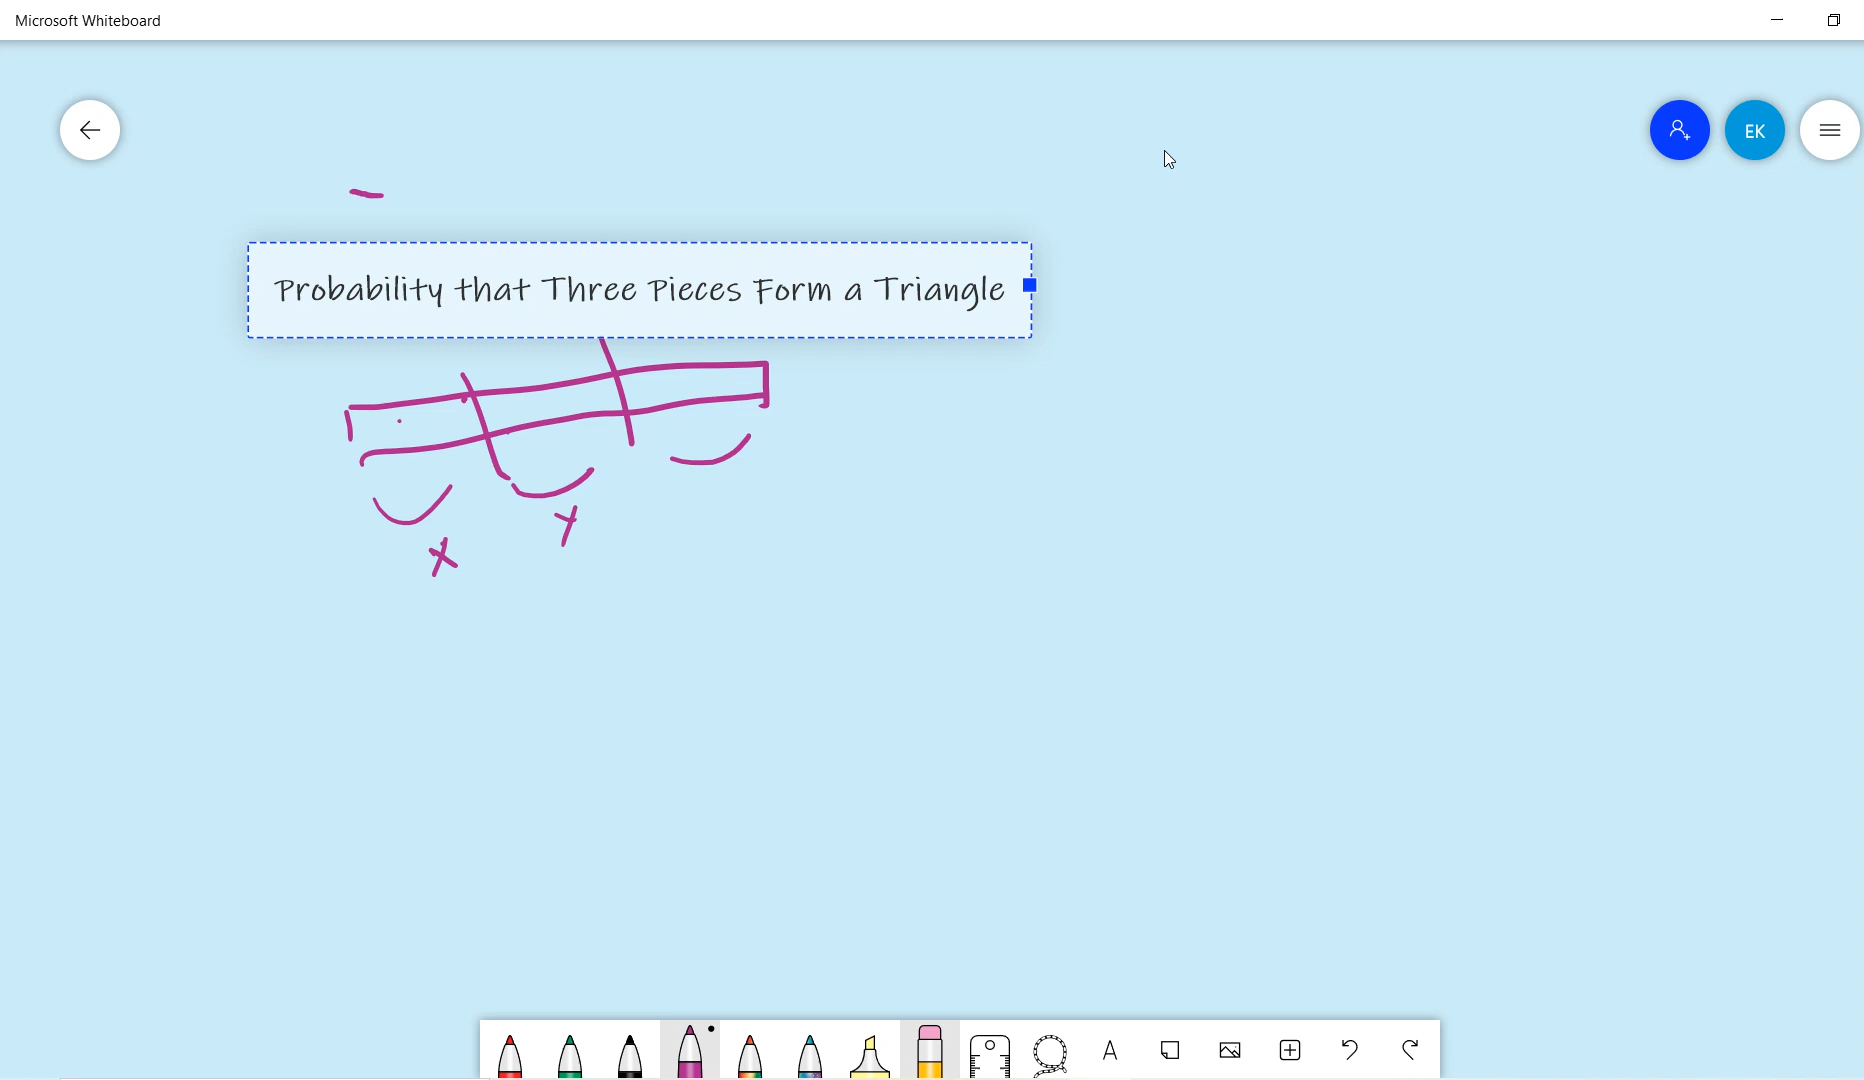 Microsoft Whiteboard
EK
Probability that Three Pieces Form a Triangle
Y
X
A